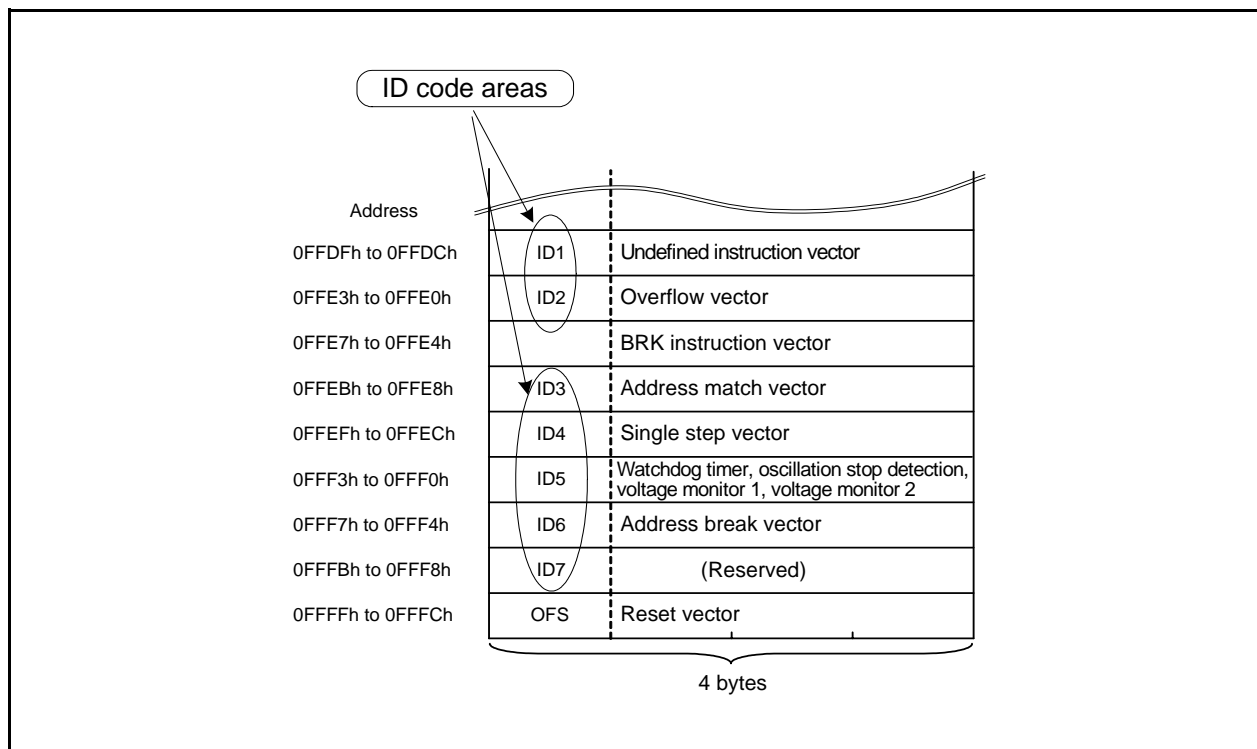 ID code areas
Address
0FFDFh to 0FFDCh ID1 Undefined instruction vector
0FFE3h to 0FFE0h ID2 Overflow vector
0FFE7h to 0FFE4h BRK instruction vector
0FFEBh to 0FFE8h ID3 Address match vector
0FFEFh to 0FFECh ID4 Single step vector
0FFF3h to 0FFF0h ID5 Watchdog timer, oscillation stop detection,
voltage monitor 1, voltage monitor 2
0FFF7h to 0FFF4h ID6 Address break vector
0FFFBh to 0FFF8h ID7 (Reserved)
0FFFFh to 0FFFCh OFS Reset vector
4 bytes